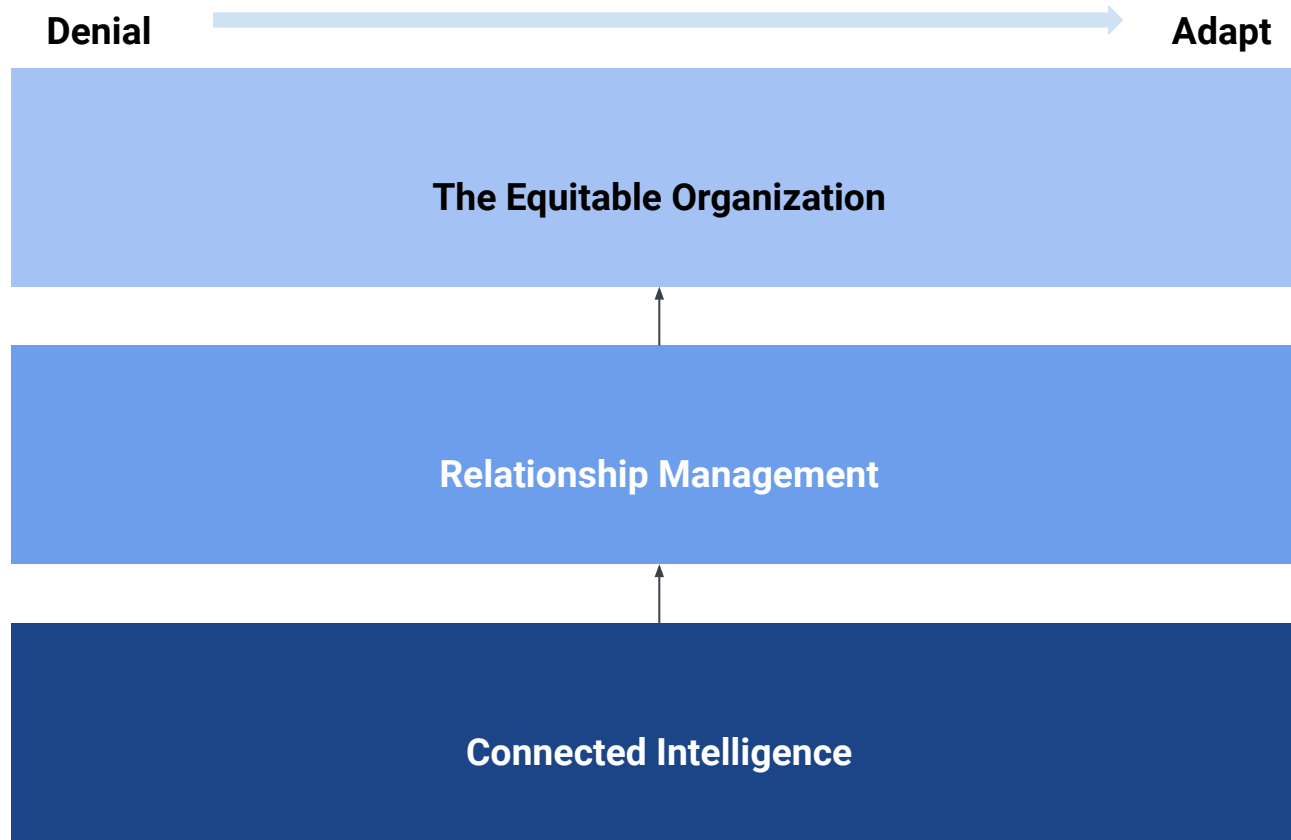 Denial
Adapt
The Equitable Organization
Relationship Management
Connected Intelligence